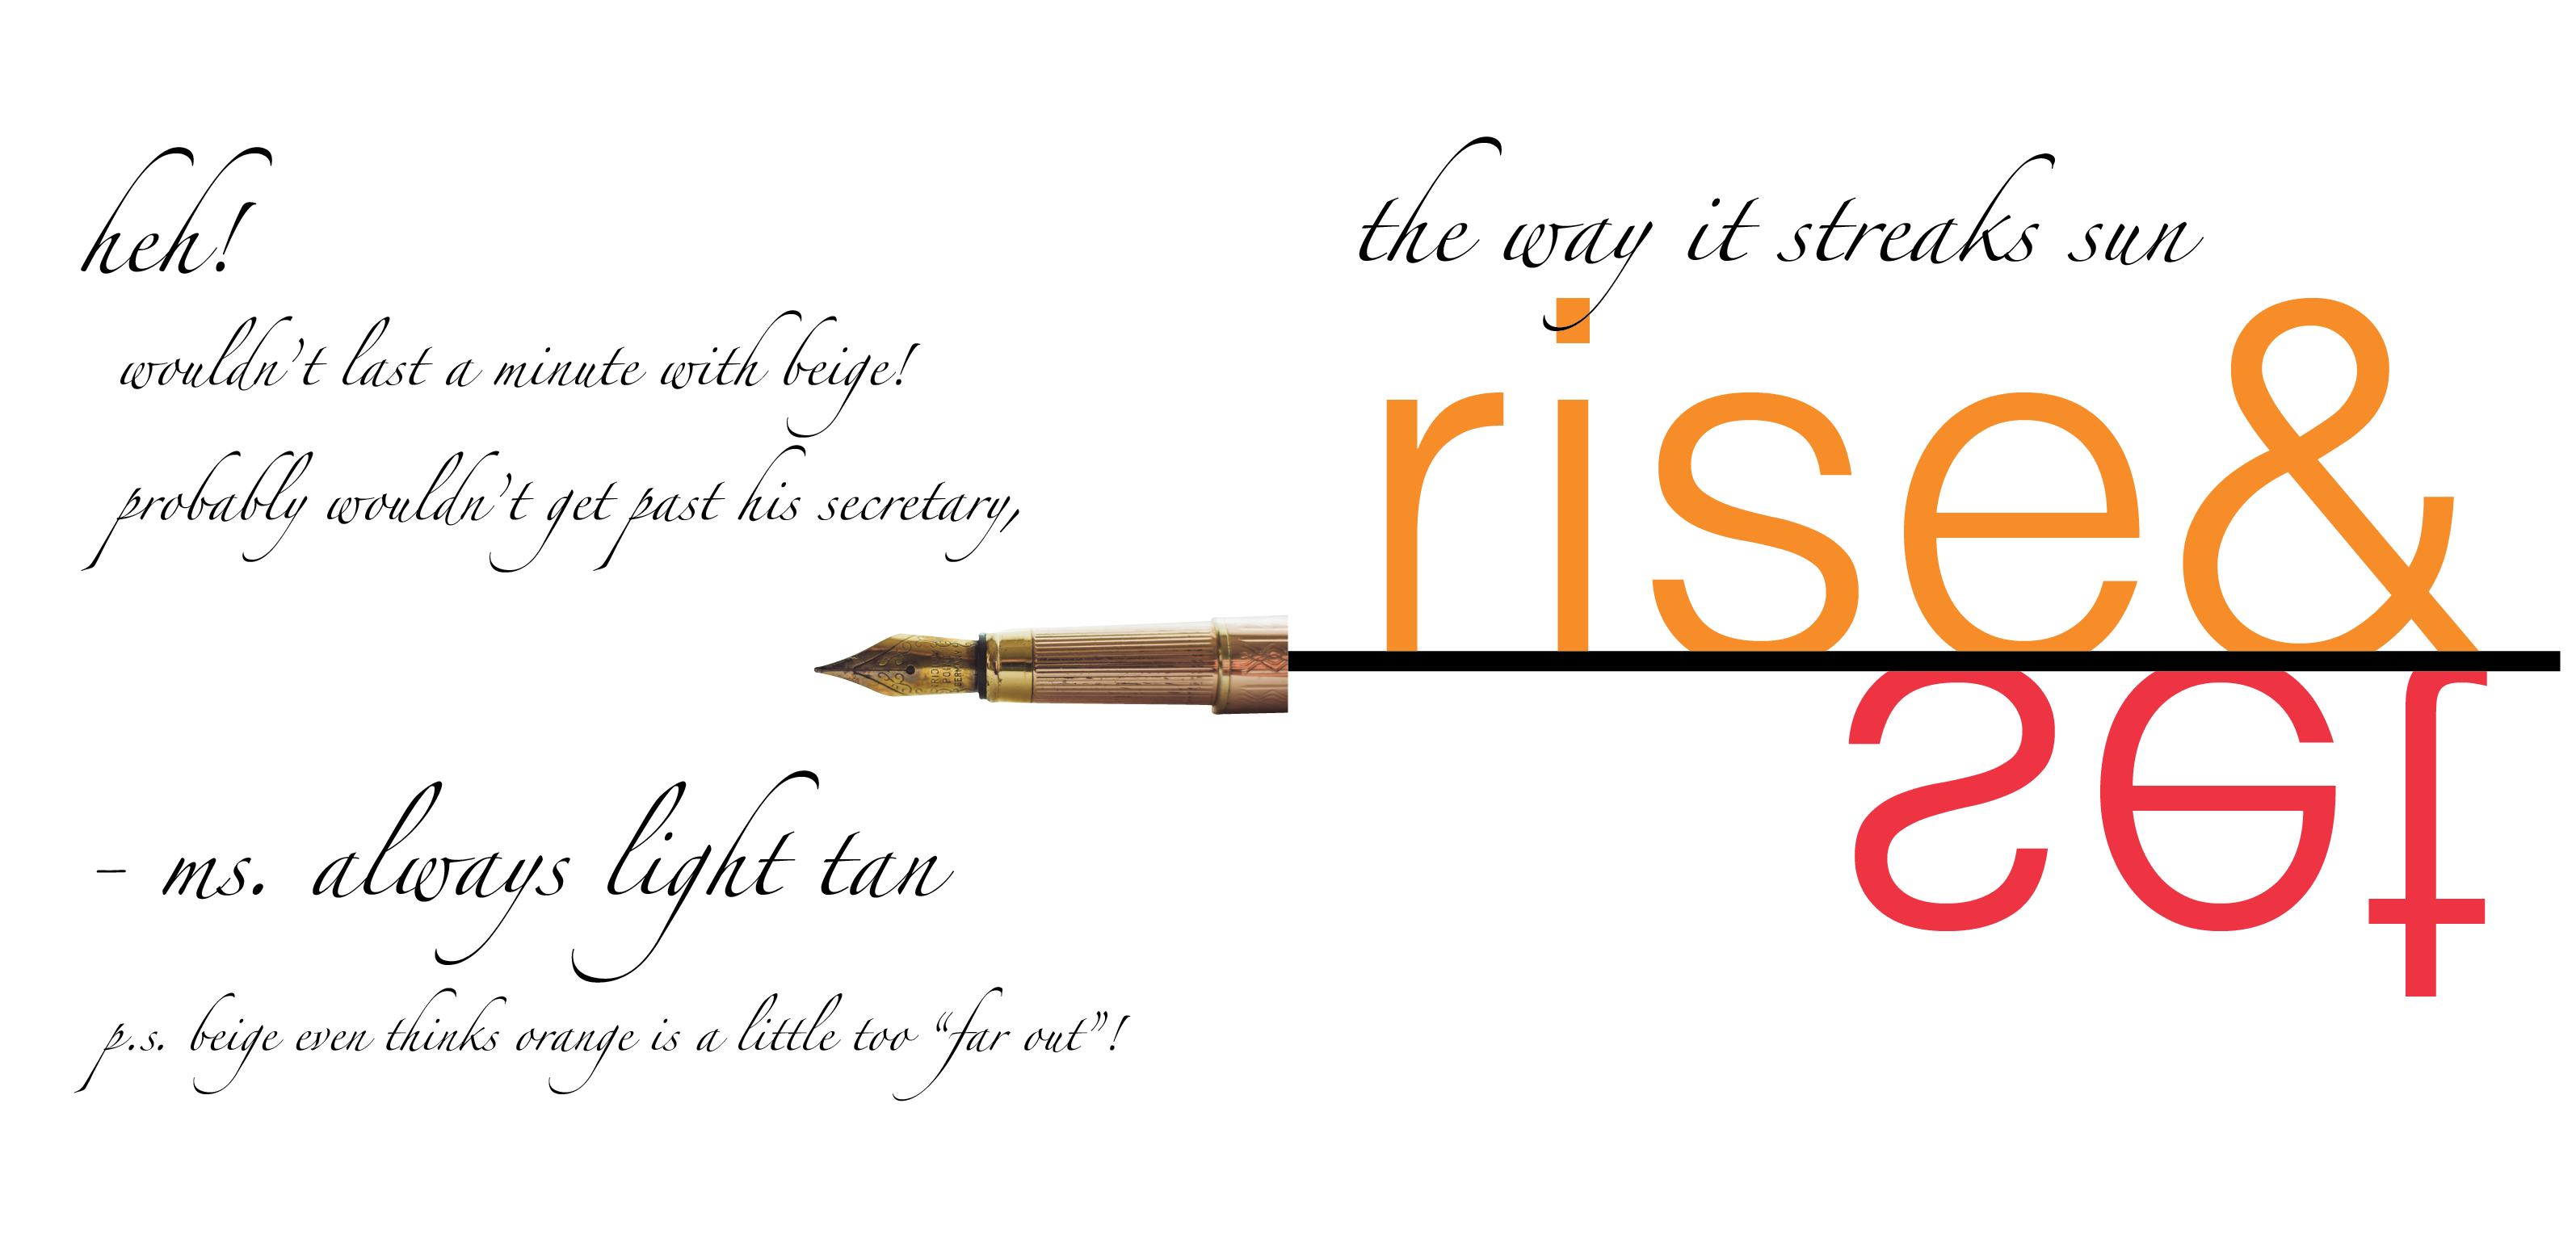 heh!
wouldn't last a minute with beige!
probably wouldn't get past his secretary,
- ms. always light tan
p.s. beige even thinks orange is a little too “far out”!
the way it streaks sun
rise&
set